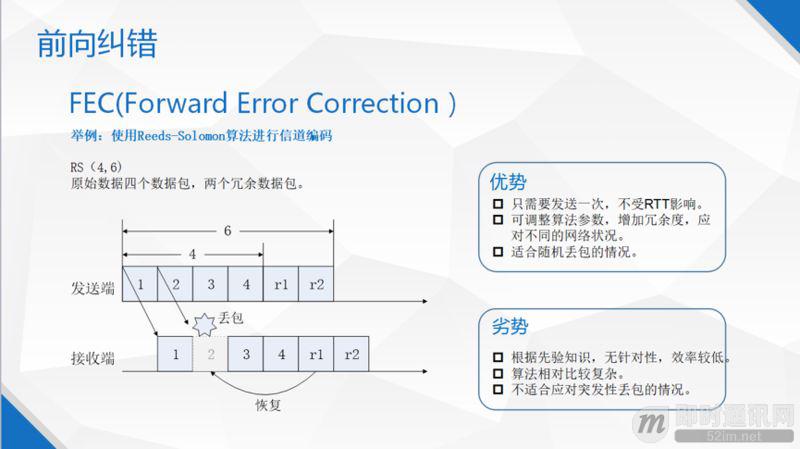 前向纠错
FEC(Forward Error Correction )
举例：使用Reeds-Solomon算法进行信道编码
RS（4,6)
原始数据四个数据包，两个冗余数据包。
6
4
发送端
1 2 3 4 r1 r2
丢包
接收端
1 2 3 4 r1 r2
恢复
优势
只需要发送一次，不受RTT影响。
可调整算法参数，增加冗余度，应
对不同的网络状况。
适合随机丢包的情况。
劣势
根据先验知识，无针对性，效率较低。
算法相对比较复杂。
不适合应对突发性丢包的情况。
m 即时通讯网
52im.net